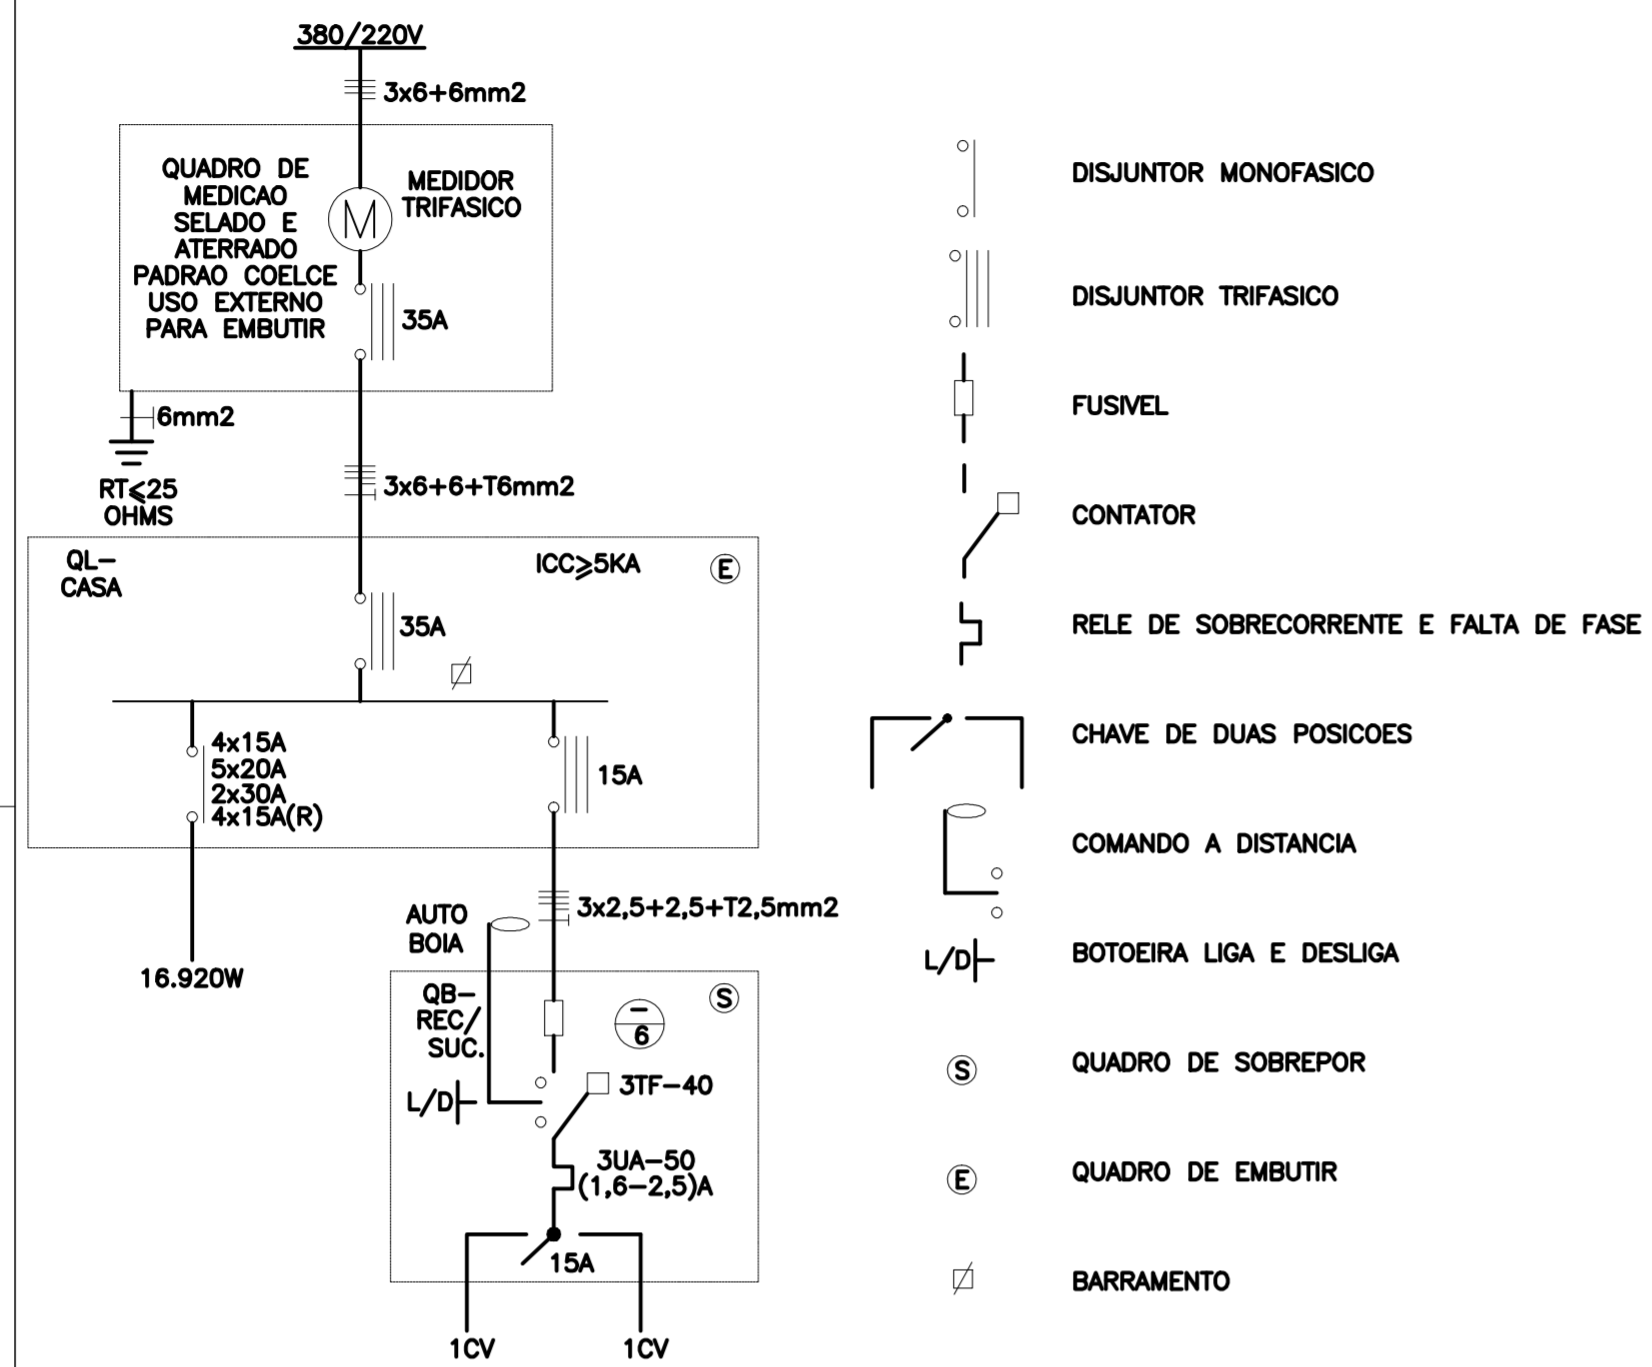 380/220V
3x6+6mm2
QUADRO DE
MEDICAO
SELADO E
ATERRADO
PADRAO COELCE
USO EXTERNO
PARA EMBUTIR
MEDIDOR
TRIFASICO
M
35A
6mm2
RT⩽25
OHMS
3x6+6+T6mm2
QL-
CASA
ICC⩾5KA
E
35A
4x15A
5x20A
2x30A
4x15A(R)
15A
16.920W
3x2,5+2,5+T2,5mm2
AUTO
BOIA
QB-
REC/
SUC.
S
-
6
L/D
3TF-40
3UA-50
(1,6-2,5)A
15A
1CV
1CV
DISJUNTOR MONOFASICO
DISJUNTOR TRIFASICO
FUSIVEL
CONTATOR
RELE DE SOBRECORRENTE E FALTA DE FASE
CHAVE DE DUAS POSICOES
COMANDO A DISTANCIA
L/D BOTOEIRA LIGA E DESLIGA
S QUADRO DE SOBREPOR
E QUADRO DE EMBUTIR
BARRAMENTO